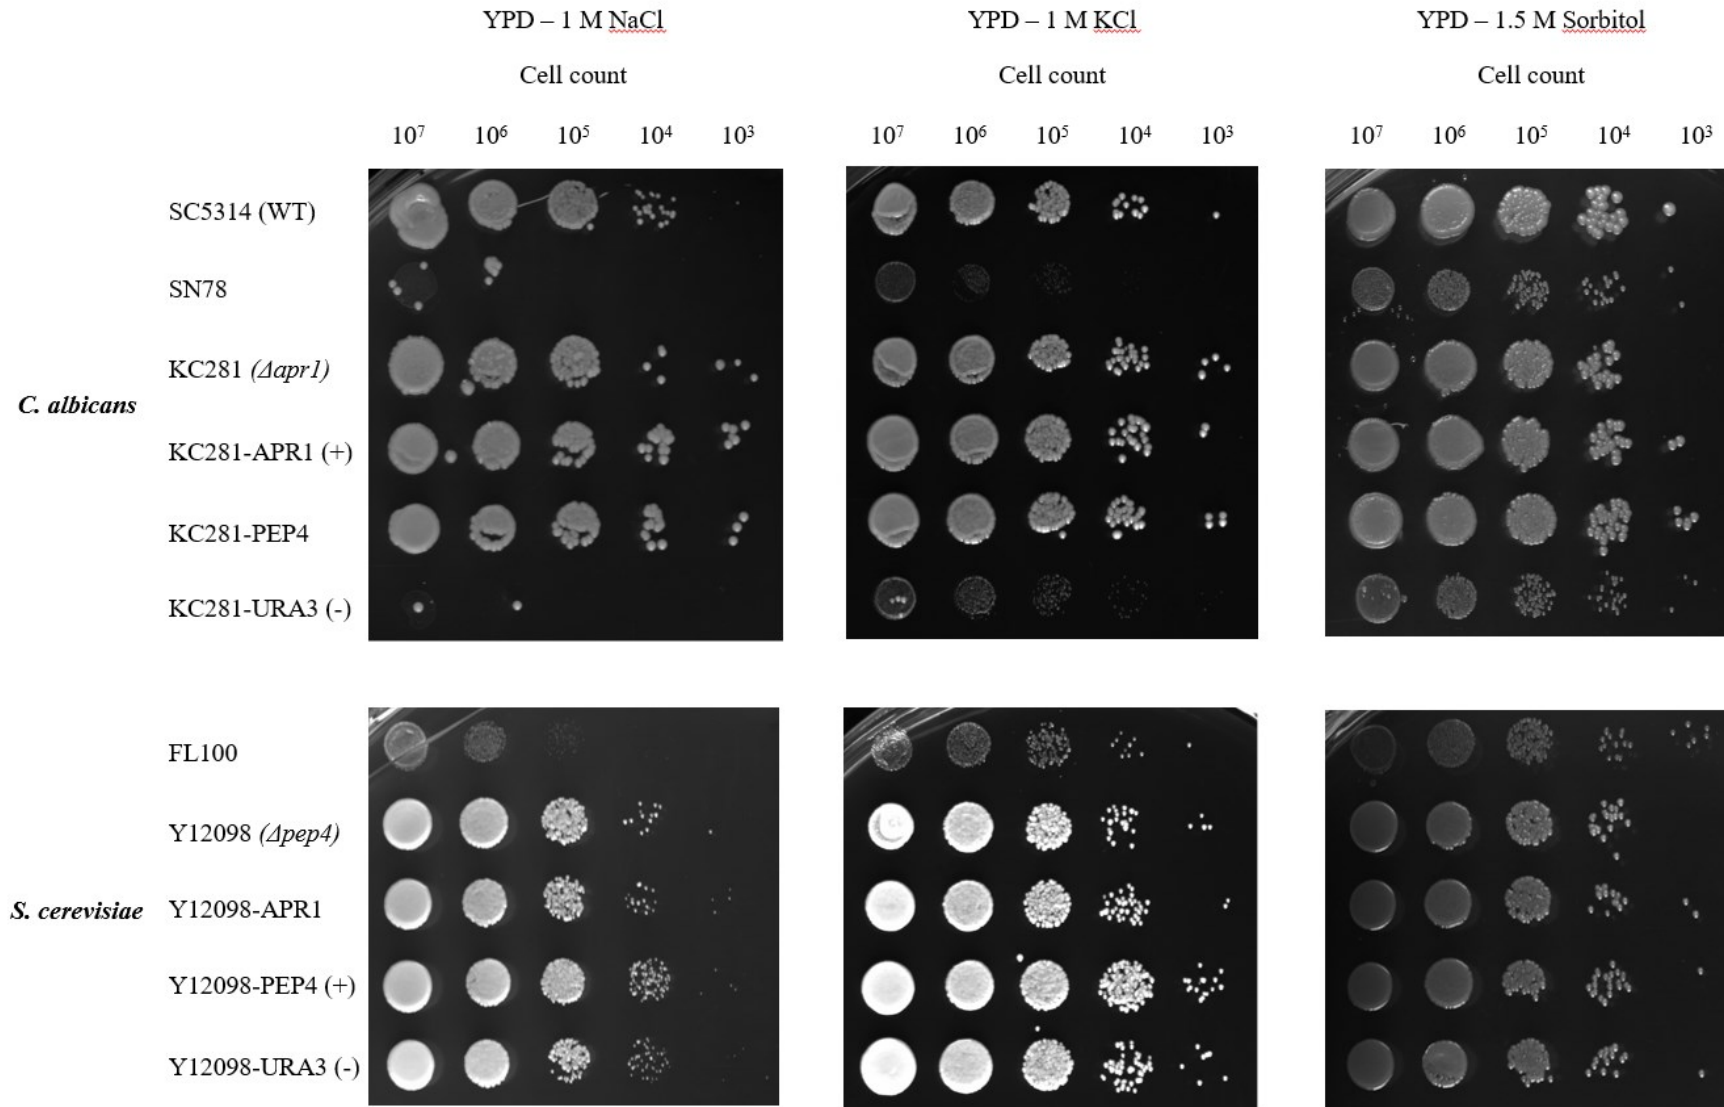 YPD – 1 M NaCl YPD – 1 M KCl YPD – 1.5 M Sorbitol
Cell count Cell count Cell count
10⁷ 10⁶ 10⁵ 10⁴ 10³ 10⁷ 10⁶ 10⁵ 10⁴ 10³ 10⁷ 10⁶ 10⁵ 10⁴ 10³
SC5314 (WT)
SN78
KC281 (Δapr1)
C. albicans
KC281-APR1 (+)
KC281-PEP4
KC281-URA3 (-)
FL100
Y12098 (Δpep4)
S. cerevisiae Y12098-APR1
Y12098-PEP4 (+)
Y12098-URA3 (-)